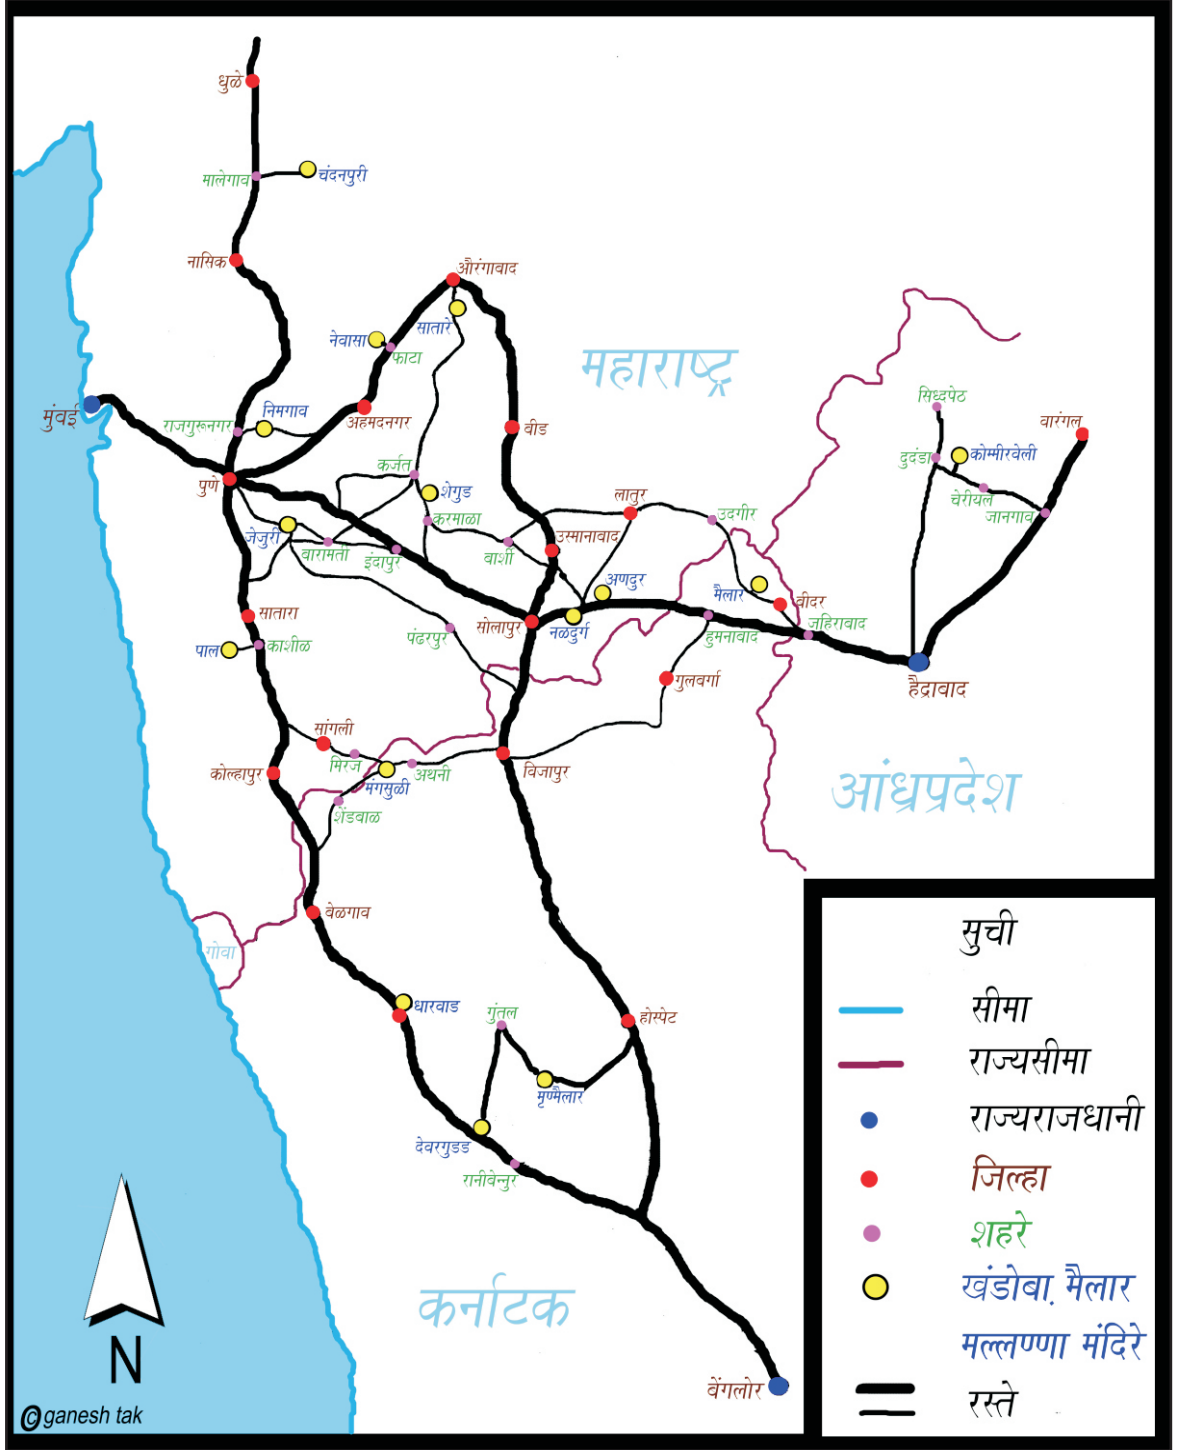 धुळे
मालेगाव
चंदनपुरी
नासिक
औरंगावाद
सातारे
नेवासा
फाटा
महाराष्ट्र
सिध्दपेठ
मुंवई
राजगुरूनगर
निमगाव
अहमदनगर
वीड
वारंगल
दुदंडा
कोम्मीरवेली
चेरीयल
जानगाव
पुणे
कर्जत
शेगुड
करमाळा
लातुर
उदगीर
जेजुरी
वारामती
इंदापुर
वार्शी
उस्मानावाद
अणदुर
मैलार
वीदर
सातारा
पंढरपुर
सोलापुर
नळदुर्ग
हुमनावाद
जहिरावाद
पाल
काशीळ
गुलवर्गा
हैद्रावाद
सांगली
मिरज
अथनी
कोल्हापुर
मंगसुळी
विजापुर
शेंडवाळ
आंध्रप्रदेश
वेळगाव
गोवा
धारवाड
गुंतल
होस्पेट
मृण्मैलार
देवरगुडड
रानीवेन्नुर
कर्नाटक
वेंगलोर
सुची
सीमा
राज्यसीमा
राज्यराजधानी
जिल्हा
शहरे
खंडोबा. मैलार
मल्लण्णा मंदिरे
रस्ते
N
© ganesh tak